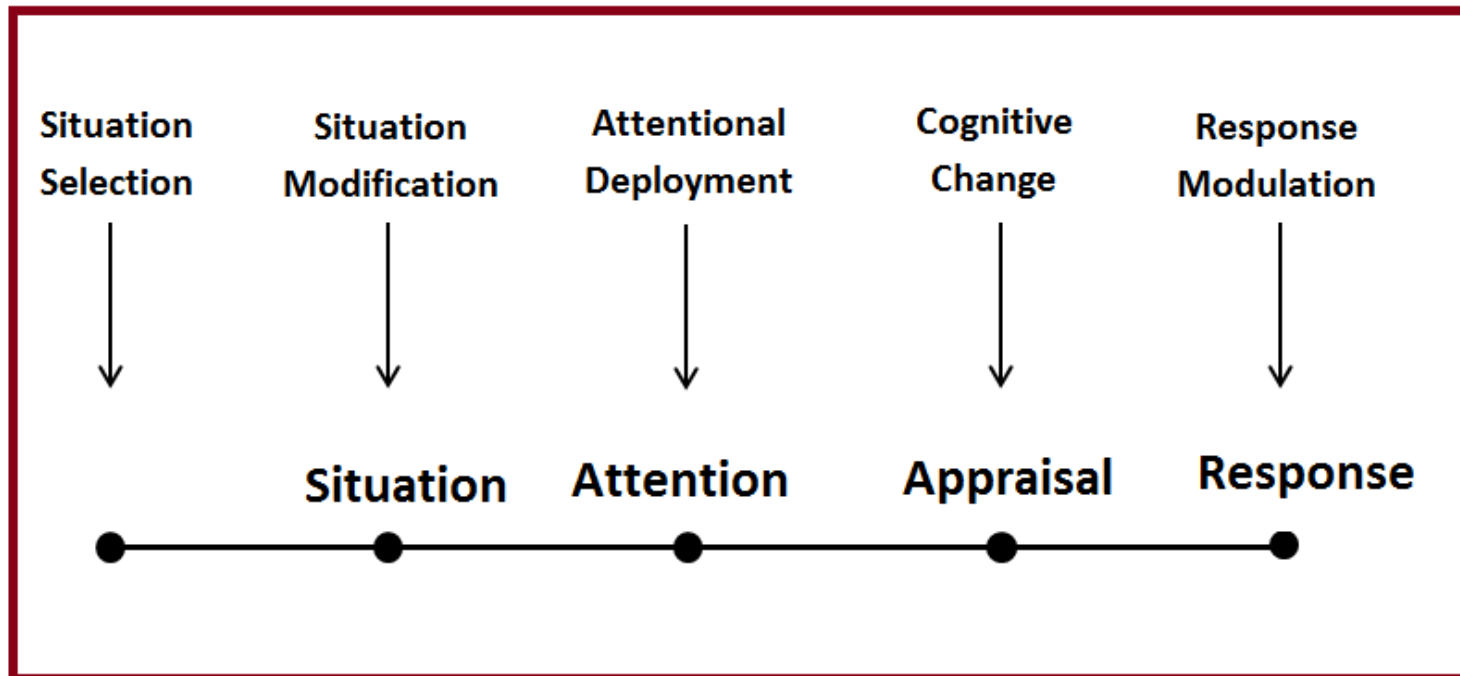 Situation
Selection
Situation
Modification
Attentional
Deployment
Cognitive
Change
Response
Modulation
Situation
Attention
Appraisal
Response